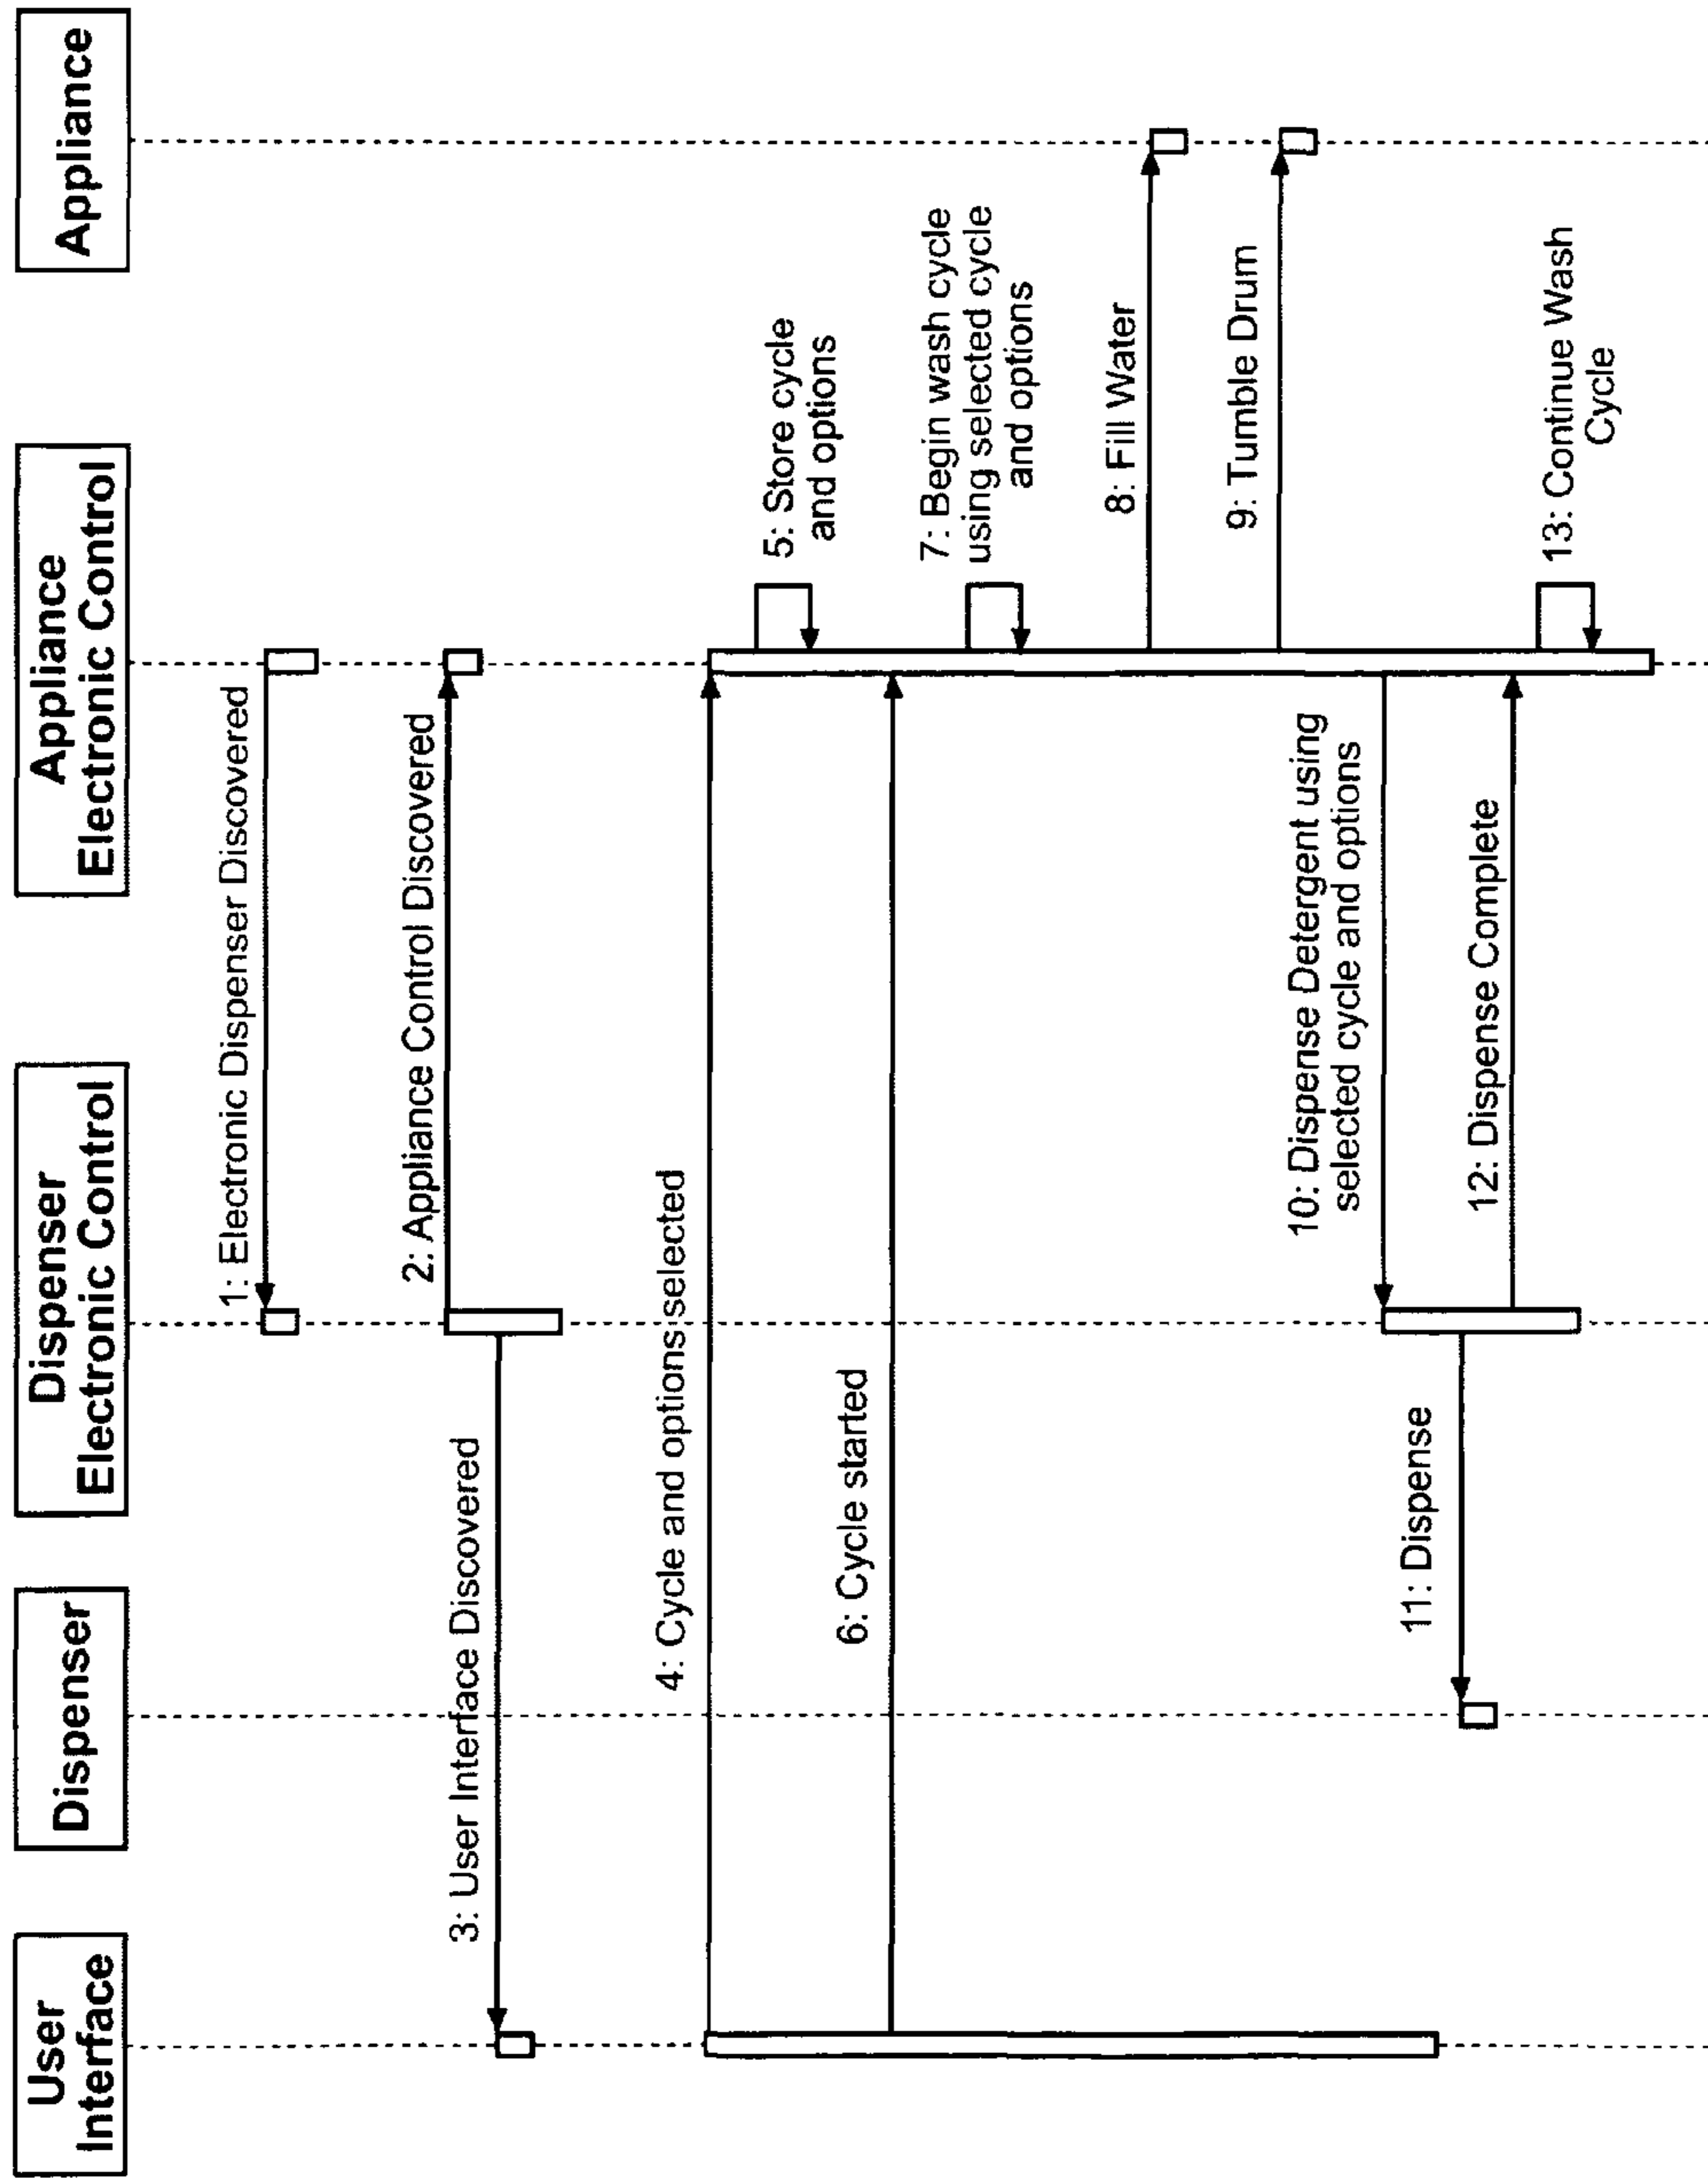 User
Interface
Dispenser
Dispenser
Electronic Control
Appliance
Electronic Control
Appliance
1: Electronic Dispenser Discovered
2: Appliance Control Discovered
3: User Interface Discovered
4: Cycle and options selected
5: Store cycle
and options
6: Cycle started
7: Begin wash cycle
using selected cycle
and options
8: Fill Water
9: Tumble Drum
10: Dispense Detergent using
selected cycle and options
11: Dispense
12: Dispense Complete
13: Continue Wash
Cycle